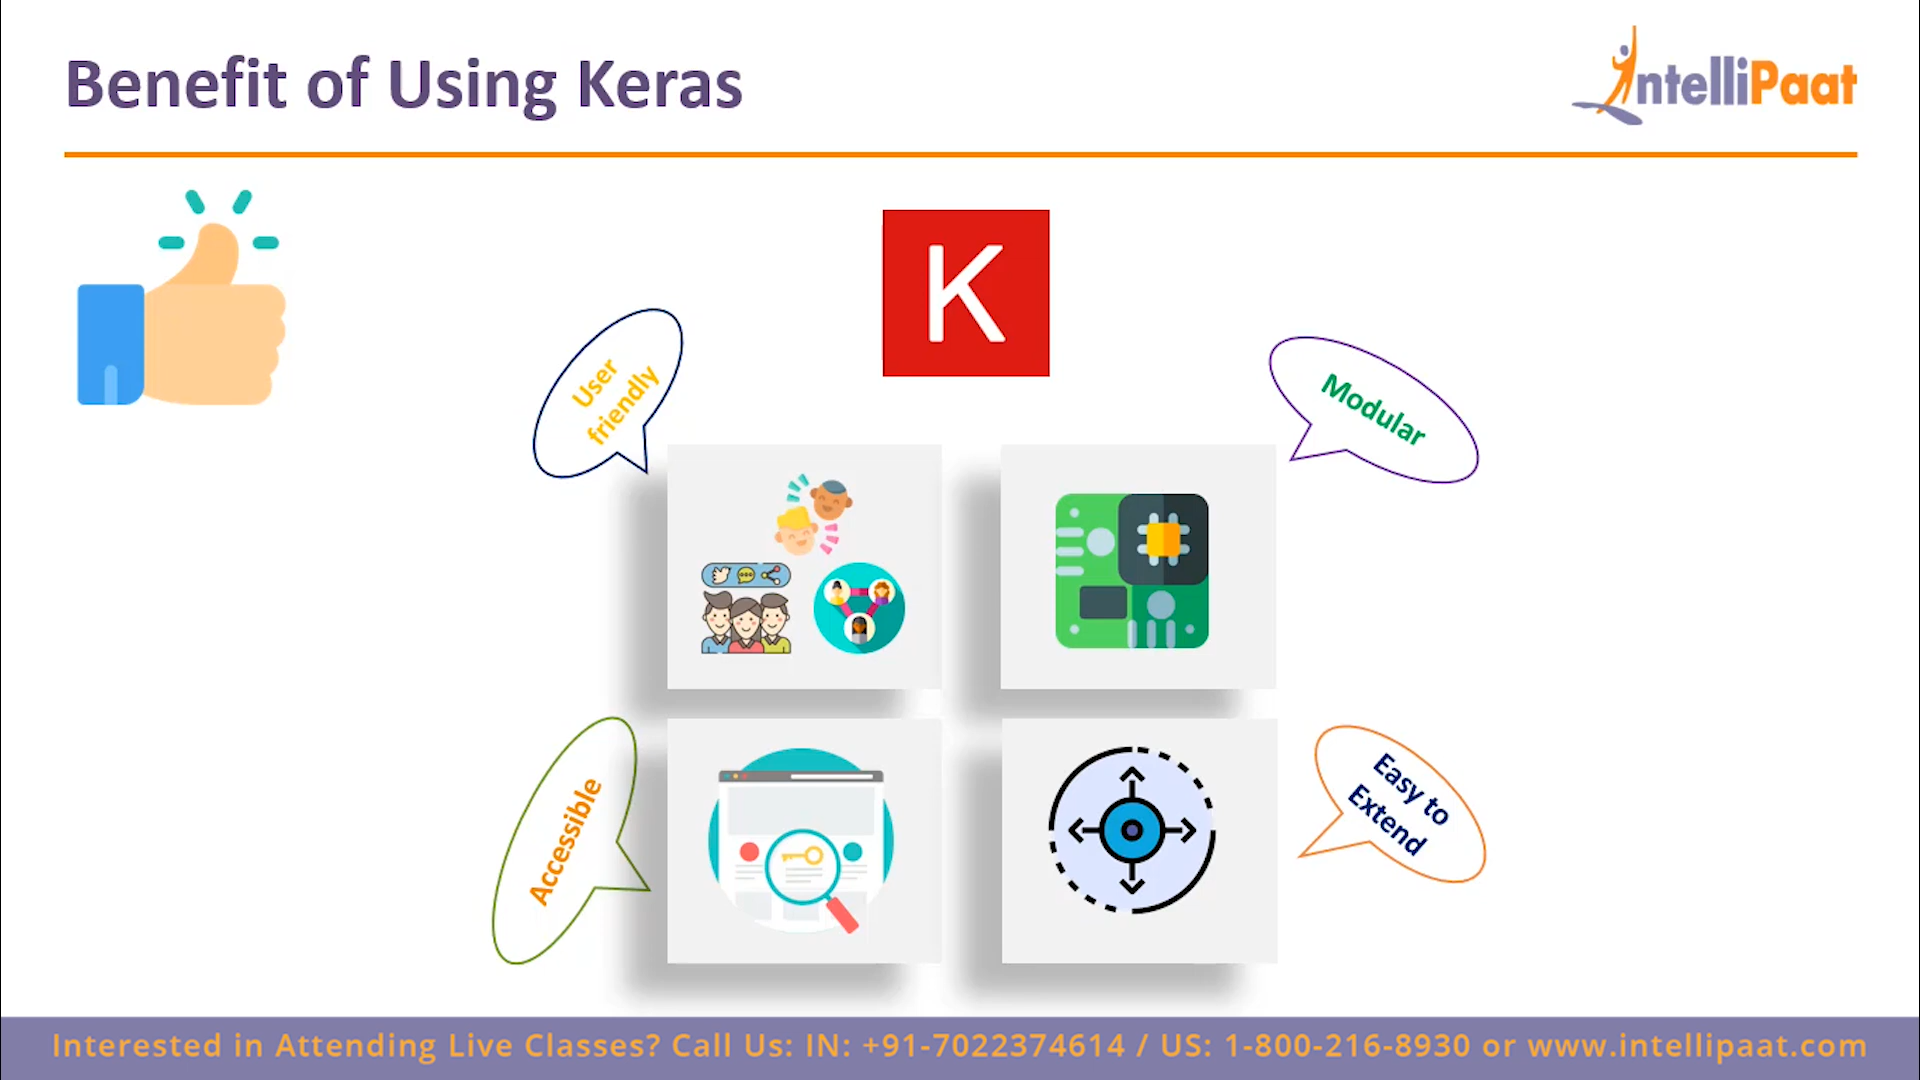 Benefit of Using Keras
IntelliPaat
K
User
friendly
Modular
Accessible
Easy to
Extend
Interested in Attending Live Classes? Call Us: IN: +91-7022374614 / US: 1-800-216-8930 or www.intellipaat.com